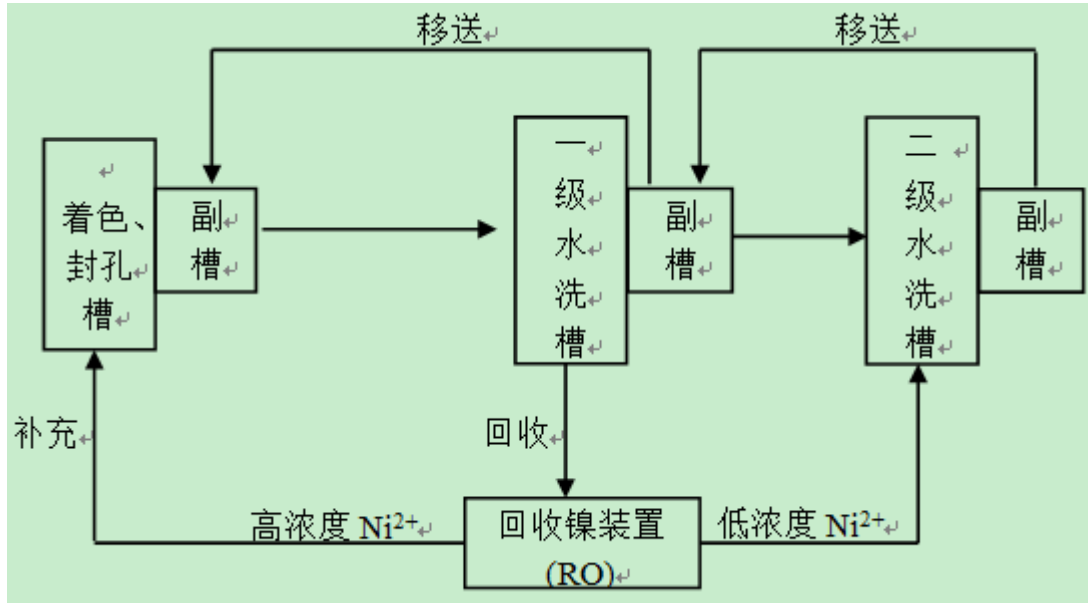 移送
移送
着色、
封孔
槽
副
槽
一
级
水
洗
槽
副
槽
二
级
水
洗
槽
副
槽
补充
回收
高浓度 Ni²⁺
回收镍装置
(RO)
低浓度 Ni²⁺